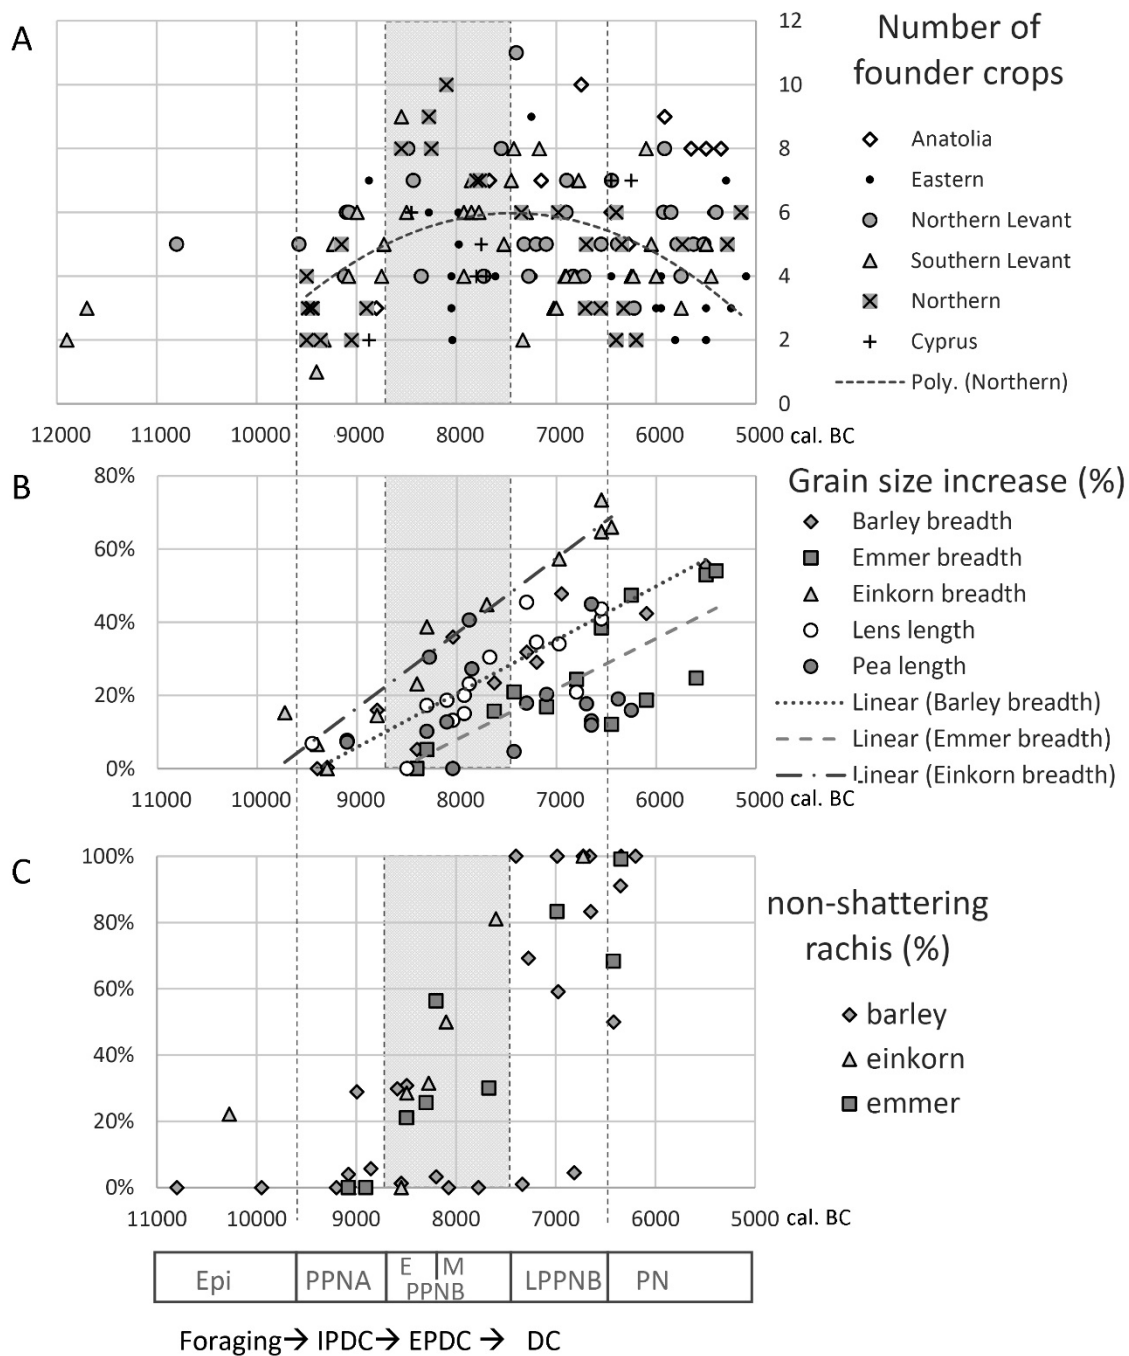 A
12
10
8
6
4
2
0
12000 11000 10000 9000 8000 7000 6000 5000 cal. BC
Number of
founder crops
Anatolia
Eastern
Northern Levant
Southern Levant
Northern
Cyprus
Poly. (Northern)
B
80%
60%
40%
20%
0%
11000 10000 9000 8000 7000 6000 5000 cal. BC
Grain size increase (%)
Barley breadth
Emmer breadth
Einkorn breadth
Lens length
Pea length
Linear (Barley breadth)
Linear (Emmer breadth)
Linear (Einkorn breadth)
C
100%
80%
60%
40%
20%
0%
11000 10000 9000 8000 7000 6000 5000 cal. BC
non-shattering
rachis (%)
barley
einkorn
emmer
Epi PPNA E M PPNB LPPNB PN
Foraging→ IPDC→ EPDC → DC